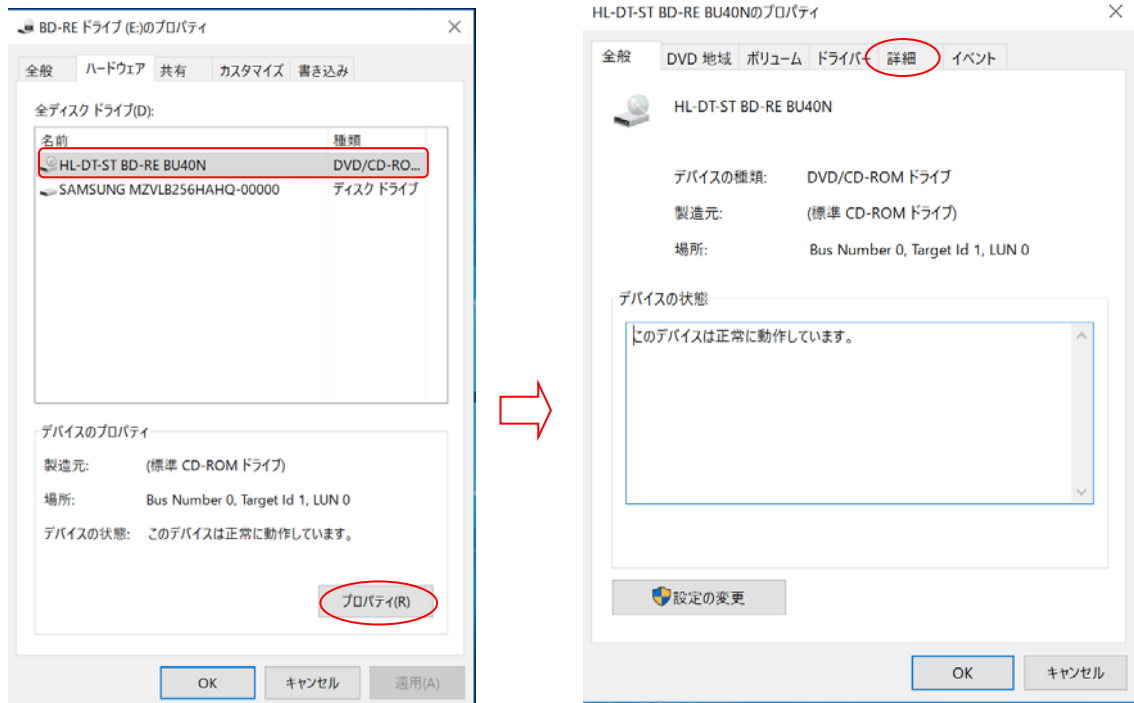 BD-RE ドライブ (E:)のプロパティ
全般 ハードウェア 共有 カスタマイズ 書き込み
全ディスク ドライブ(D):
名前 種類
HL-DT-ST BD-RE BU40N DVD/CD-RO...
SAMSUNG MZVLB256HAHQ-00000 ディスク ドライブ
デバイスのプロパティ
製造元: (標準 CD-ROM ドライブ)
場所: Bus Number 0, Target Id 1, LUN 0
デバイスの状態: このデバイスは正常に動作しています。
プロパティ(R)
OK キャンセル 適用(A)
HL-DT-ST BD-RE BU40Nのプロパティ
全般 DVD 地域 ボリューム ドライバー 詳細 イベント
HL-DT-ST BD-RE BU40N
デバイスの種類: DVD/CD-ROM ドライブ
製造元: (標準 CD-ROM ドライブ)
場所: Bus Number 0, Target Id 1, LUN 0
デバイスの状態
このデバイスは正常に動作しています。
設定の変更
OK キャンセル